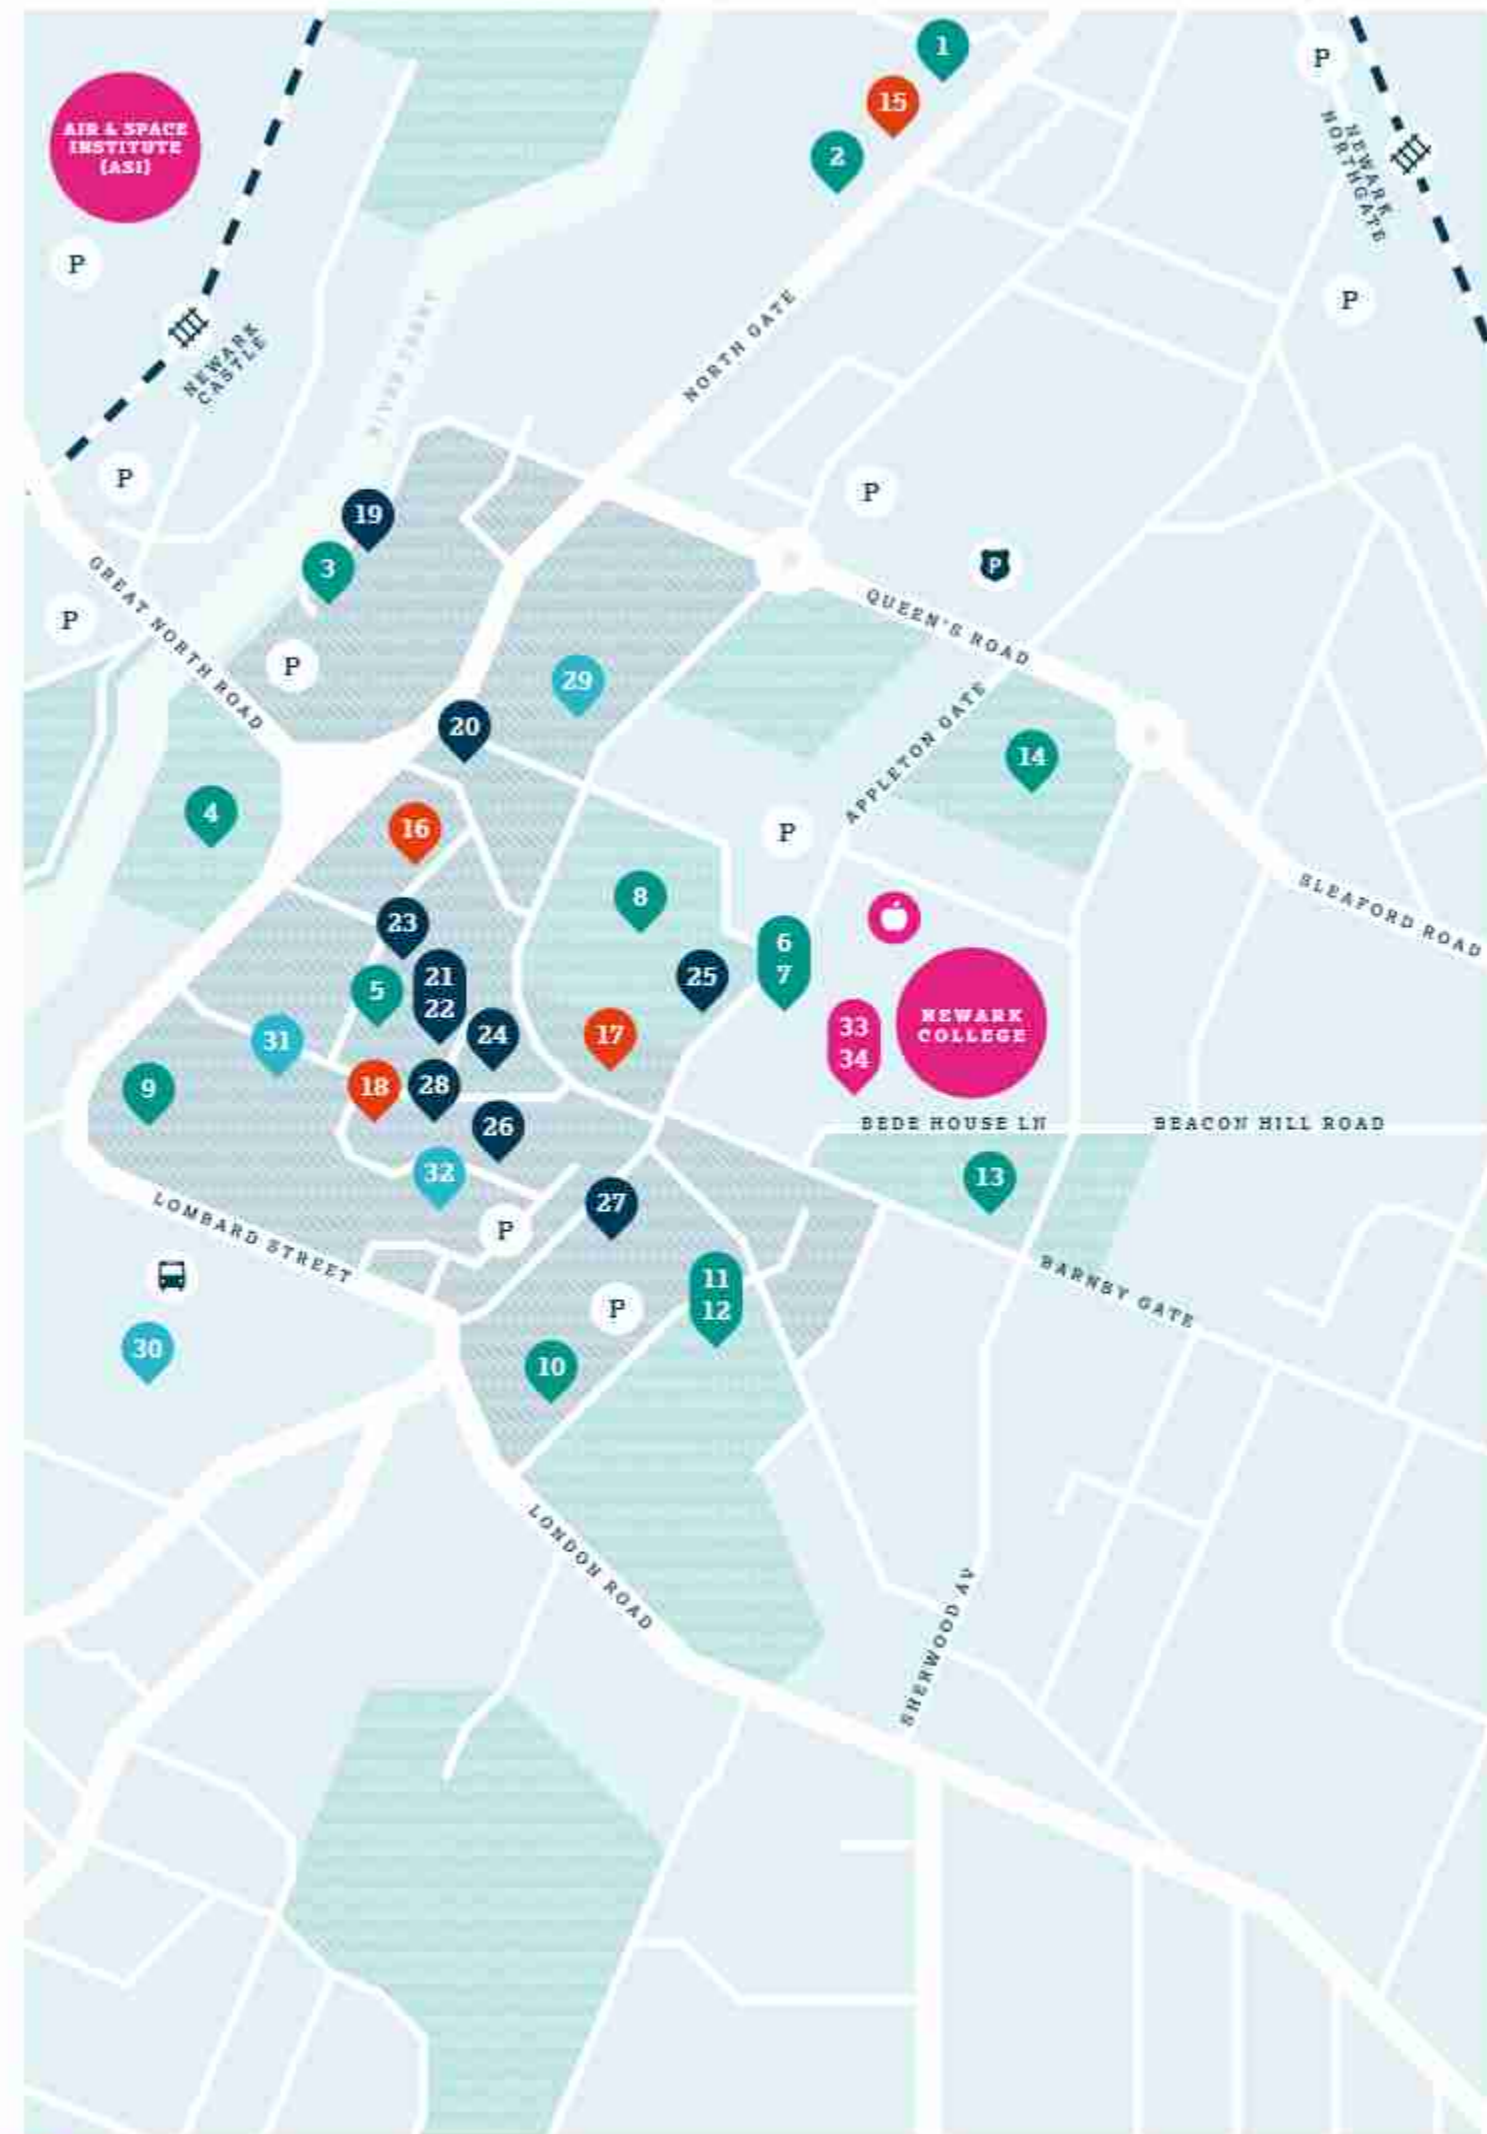 1
P
15
AIR & SPACE
INSTITUTE
(ASI)
2
NEWARK
NORTHGATE
P
P
NEWARK
CASTLE
RIVER TRENT
NORTH GATE
P
P
19
3
P
GREAT NORTH ROAD
QUEEN'S ROAD
P
P
29
20
APPLETON GATE
14
4
16
P
8
SLEAFORD ROAD
23
6
7
21
22
5
25
24
17
33
34
NEWARK
COLLEGE
31
9
18
28
26
BEDE HOUSE LN
BEACON HILL ROAD
32
13
27
P
LOMBARD STREET
BARNBY GATE
11
12
P
30
10
LONDON ROAD
SHERWOOD AV